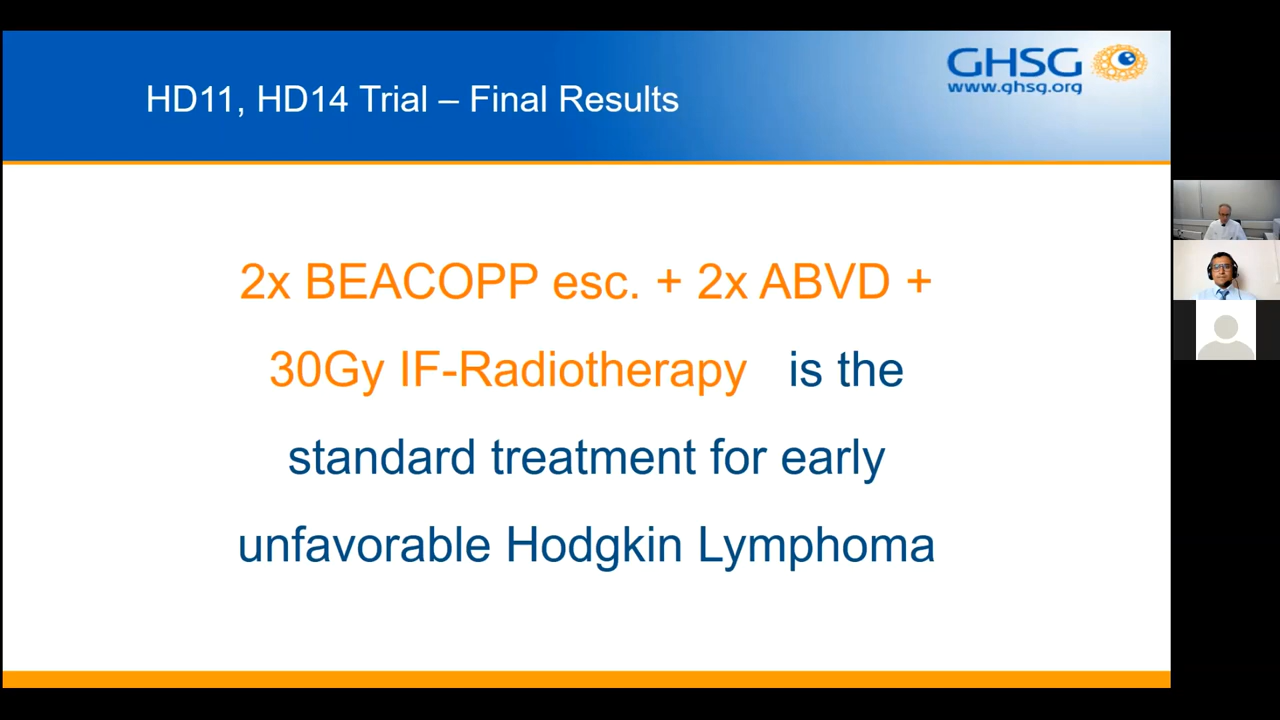 HD11, HD14 Trial – Final Results
GHSG
www.ghsg.org
2x BEACOPP esc. + 2x ABVD +
30Gy IF-Radiotherapy is the
standard treatment for early
unfavorable Hodgkin Lymphoma